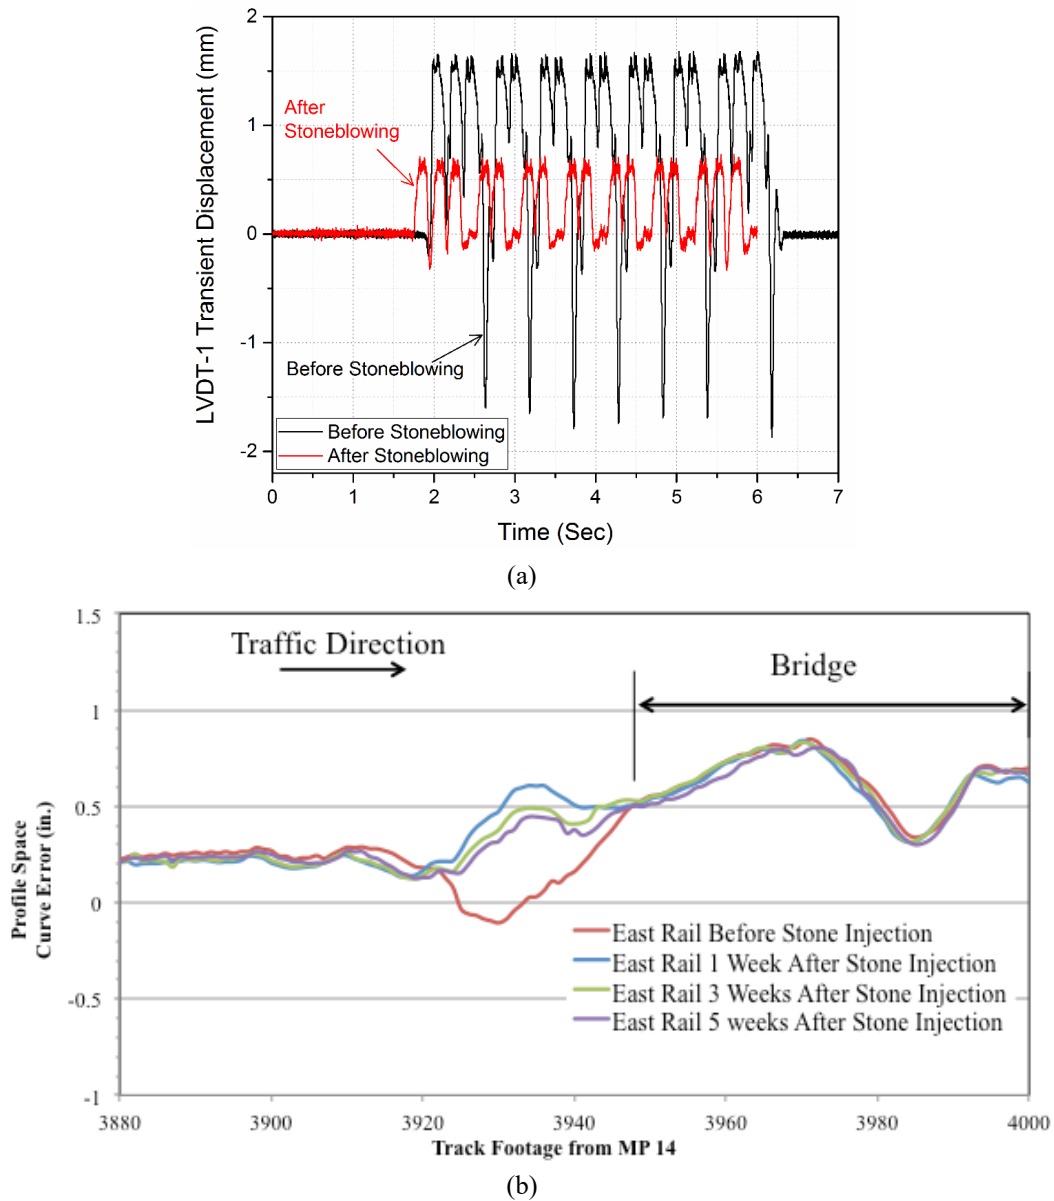 2
1
0
-1
-2
LVDT-1 Transient Displacement (mm)
After
Stoneblowing
Before Stoneblowing
Before Stoneblowing
After Stoneblowing
0 1 2 3 4 5 6 7
Time (Sec)
(a)
1.5
1
0.5
0
-0.5
-1
Profile Space
Curve Error (in.)
Traffic Direction
Bridge
East Rail Before Stone Injection
East Rail 1 Week After Stone Injection
East Rail 3 Weeks After Stone Injection
East Rail 5 weeks After Stone Injection
3880 3900 3920 3940 3960 3980 4000
Track Footage from MP 14
(b)